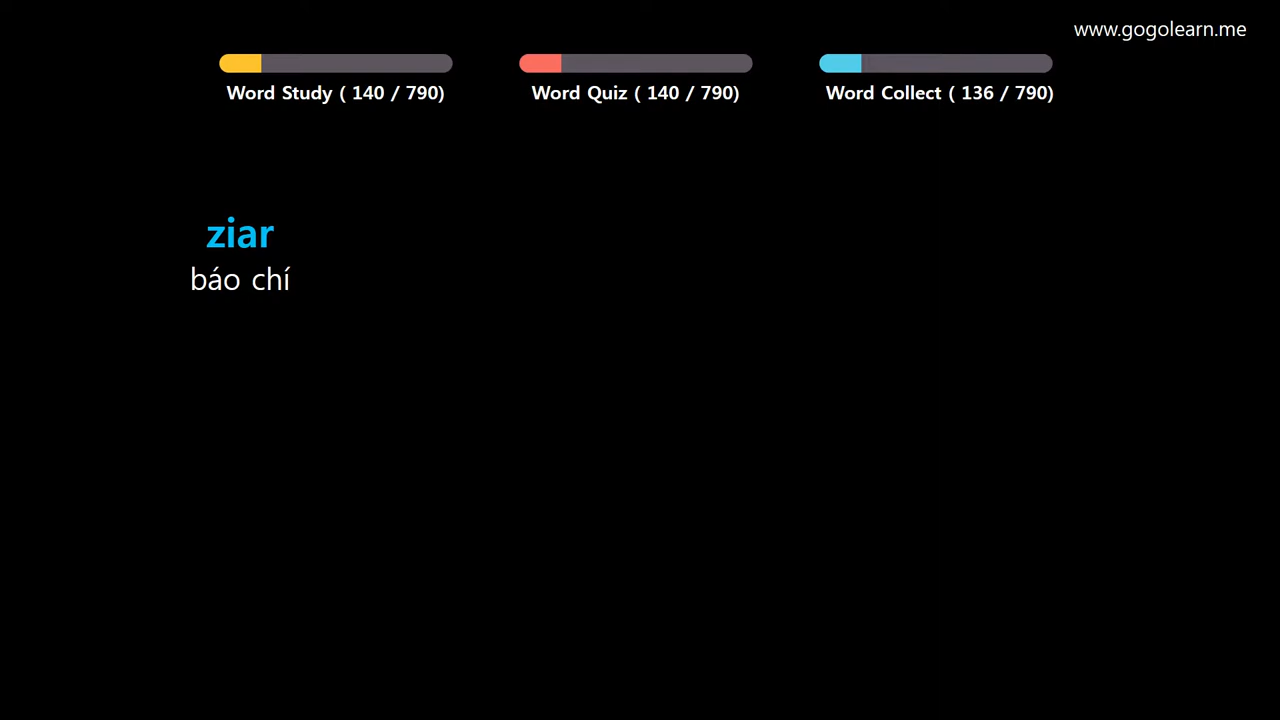 www.gogolearn.me
Word Study ( 140 / 790)
Word Quiz ( 140 / 790)
Word Collect ( 136 / 790)
ziar
báo chí